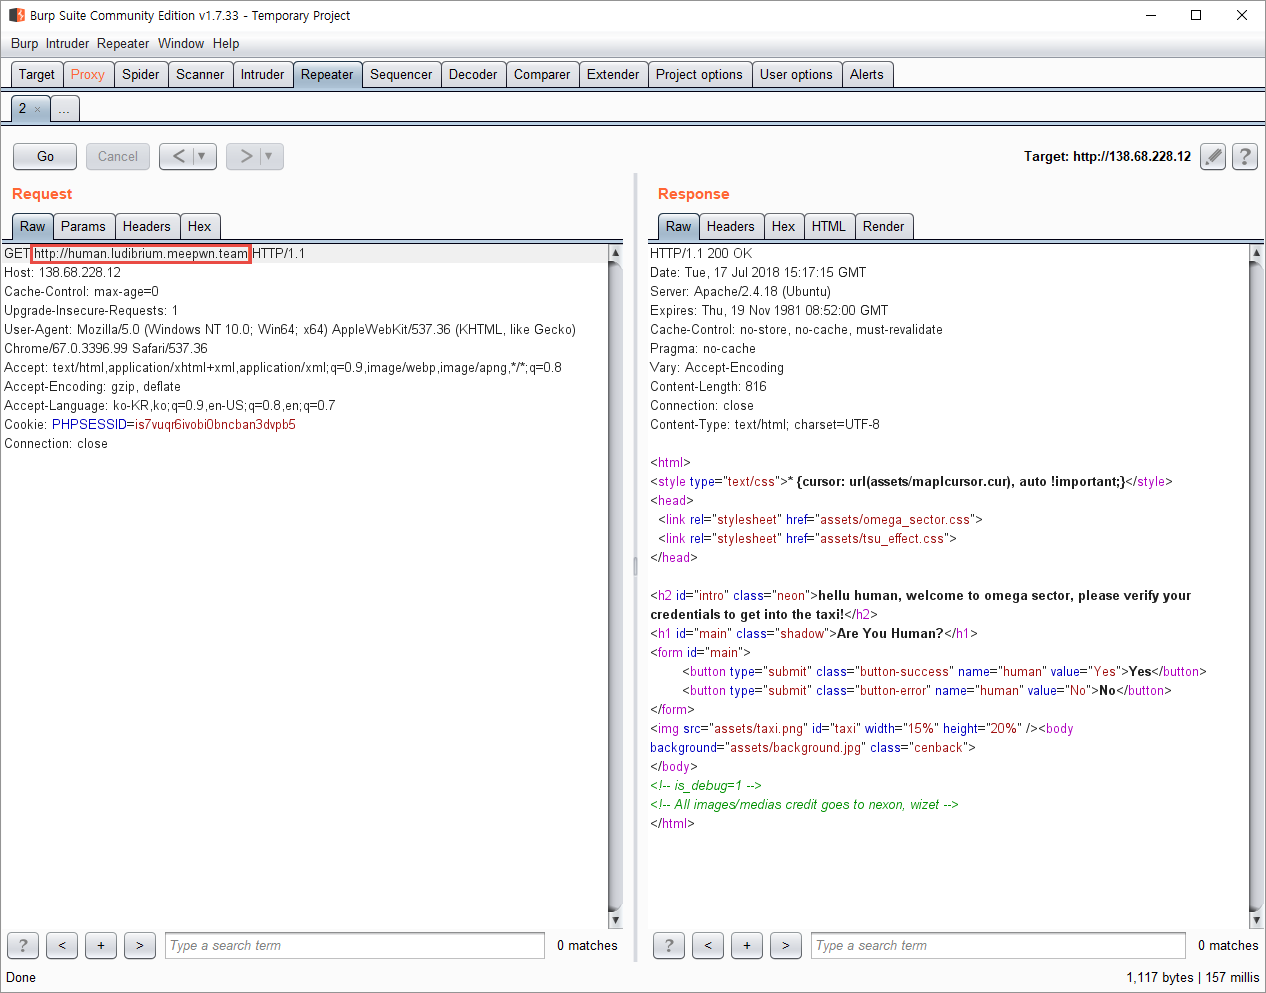 Burp Suite Community Edition v1.7.33 - Temporary Project
Burp Intruder Repeater Window Help
Target Proxy Spider Scanner Intruder Repeater Sequencer Decoder Comparer Extender Project options User options Alerts
2 × ...
Go Cancel < ▼ > ▼ Target: http://138.68.228.12 ?
Request
Raw Params Headers Hex
GET http://human.ludibrium.meepwn.team HTTP/1.1
Host: 138.68.228.12
Cache-Control: max-age=0
Upgrade-Insecure-Requests: 1
User-Agent: Mozilla/5.0 (Windows NT 10.0; Win64; x64) AppleWebKit/537.36 (KHTML, like Gecko)
Chrome/67.0.3396.99 Safari/537.36
Accept: text/html,application/xhtml+xml,application/xml;q=0.9,image/webp,image/apng,*/*;q=0.8
Accept-Encoding: gzip, deflate
Accept-Language: ko-KR,ko;q=0.9,en-US;q=0.8,en;q=0.7
Cookie: PHPSESSID=is7vuqr6ivobi0bncban3dvpb5
Connection: close
? < + > Type a search term 0 matches
Response
Raw Headers Hex HTML Render
HTTP/1.1 200 OK
Date: Tue, 17 Jul 2018 15:17:15 GMT
Server: Apache/2.4.18 (Ubuntu)
Expires: Thu, 19 Nov 1981 08:52:00 GMT
Cache-Control: no-store, no-cache, must-revalidate
Pragma: no-cache
Vary: Accept-Encoding
Content-Length: 816
Connection: close
Content-Type: text/html; charset=UTF-8
<html>
<style type="text/css">* {cursor: url(assets/maplcursor.cur), auto !important;}</style>
<head>
<link rel="stylesheet" href="assets/omega_sector.css">
<link rel="stylesheet" href="assets/tsu_effect.css">
</head>
<h2 id="intro" class="neon">hellu human, welcome to omega sector, please verify your
credentials to get into the taxi!</h2>
<h1 id="main" class="shadow">Are You Human?</h1>
<form id="main">
<button type="submit" class="button-success" name="human" value="Yes">Yes</button>
<button type="submit" class="button-error" name="human" value="No">No</button>
</form>
<img src="assets/taxi.png" id="taxi" width="15%" height="20%" /><body
background="assets/background.jpg" class="cenback">
</body>
<!-- is_debug=1 -->
<!-- All images/medias credit goes to nexon, wizet -->
</html>
? < + > Type a search term 0 matches
Done 1,117 bytes | 157 millis